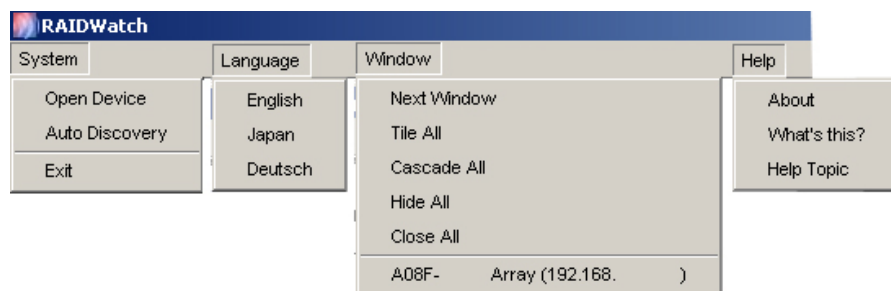 RAIDWatch
System
Language
Window
Help
Open Device
Auto Discovery
Exit
English
Japan
Deutsch
Next Window
Tile All
Cascade All
Hide All
Close All
A08F- Array (192.168. )
About
What's this?
Help Topic